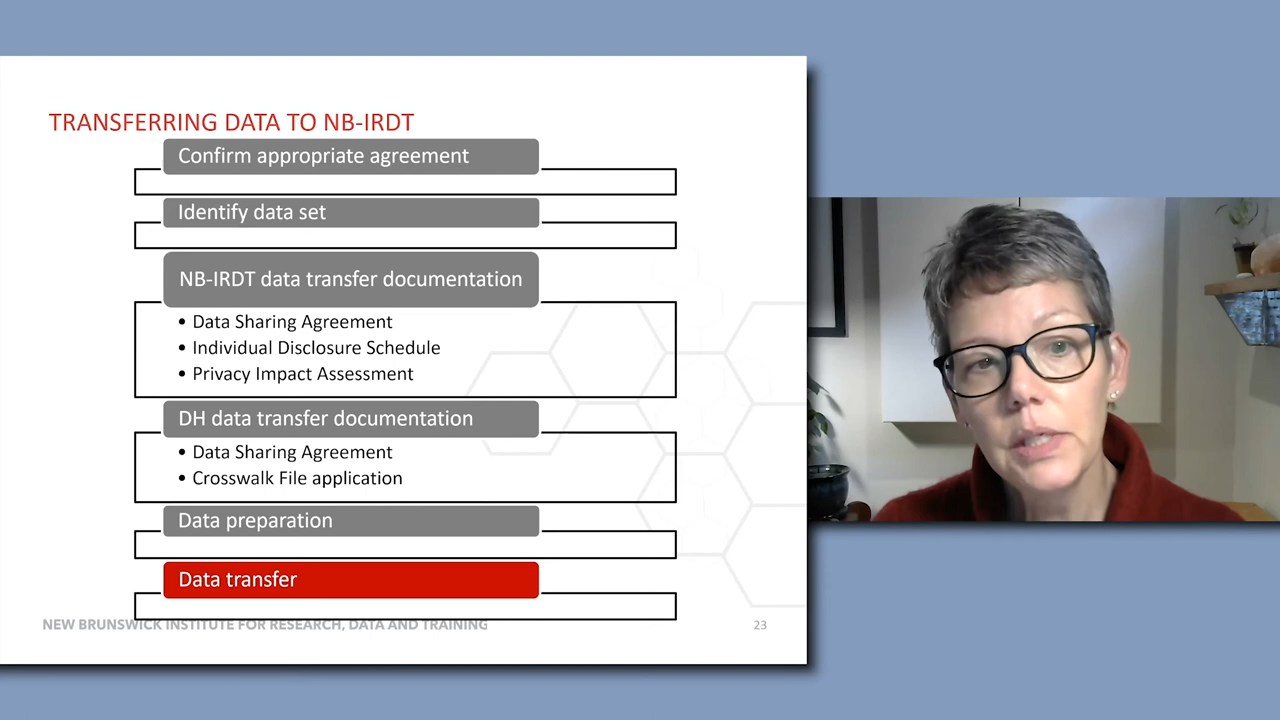 TRANSFERRING DATA TO NB-IRDT
Confirm appropriate agreement
Identify data set
NB-IRDT data transfer documentation
• Data Sharing Agreement
• Individual Disclosure Schedule
• Privacy Impact Assessment
DH data transfer documentation
• Data Sharing Agreement
• Crosswalk File application
Data preparation
Data transfer
NEW BRUNSWICK INSTITUTE FOR RESEARCH, DATA AND TRAINING
23